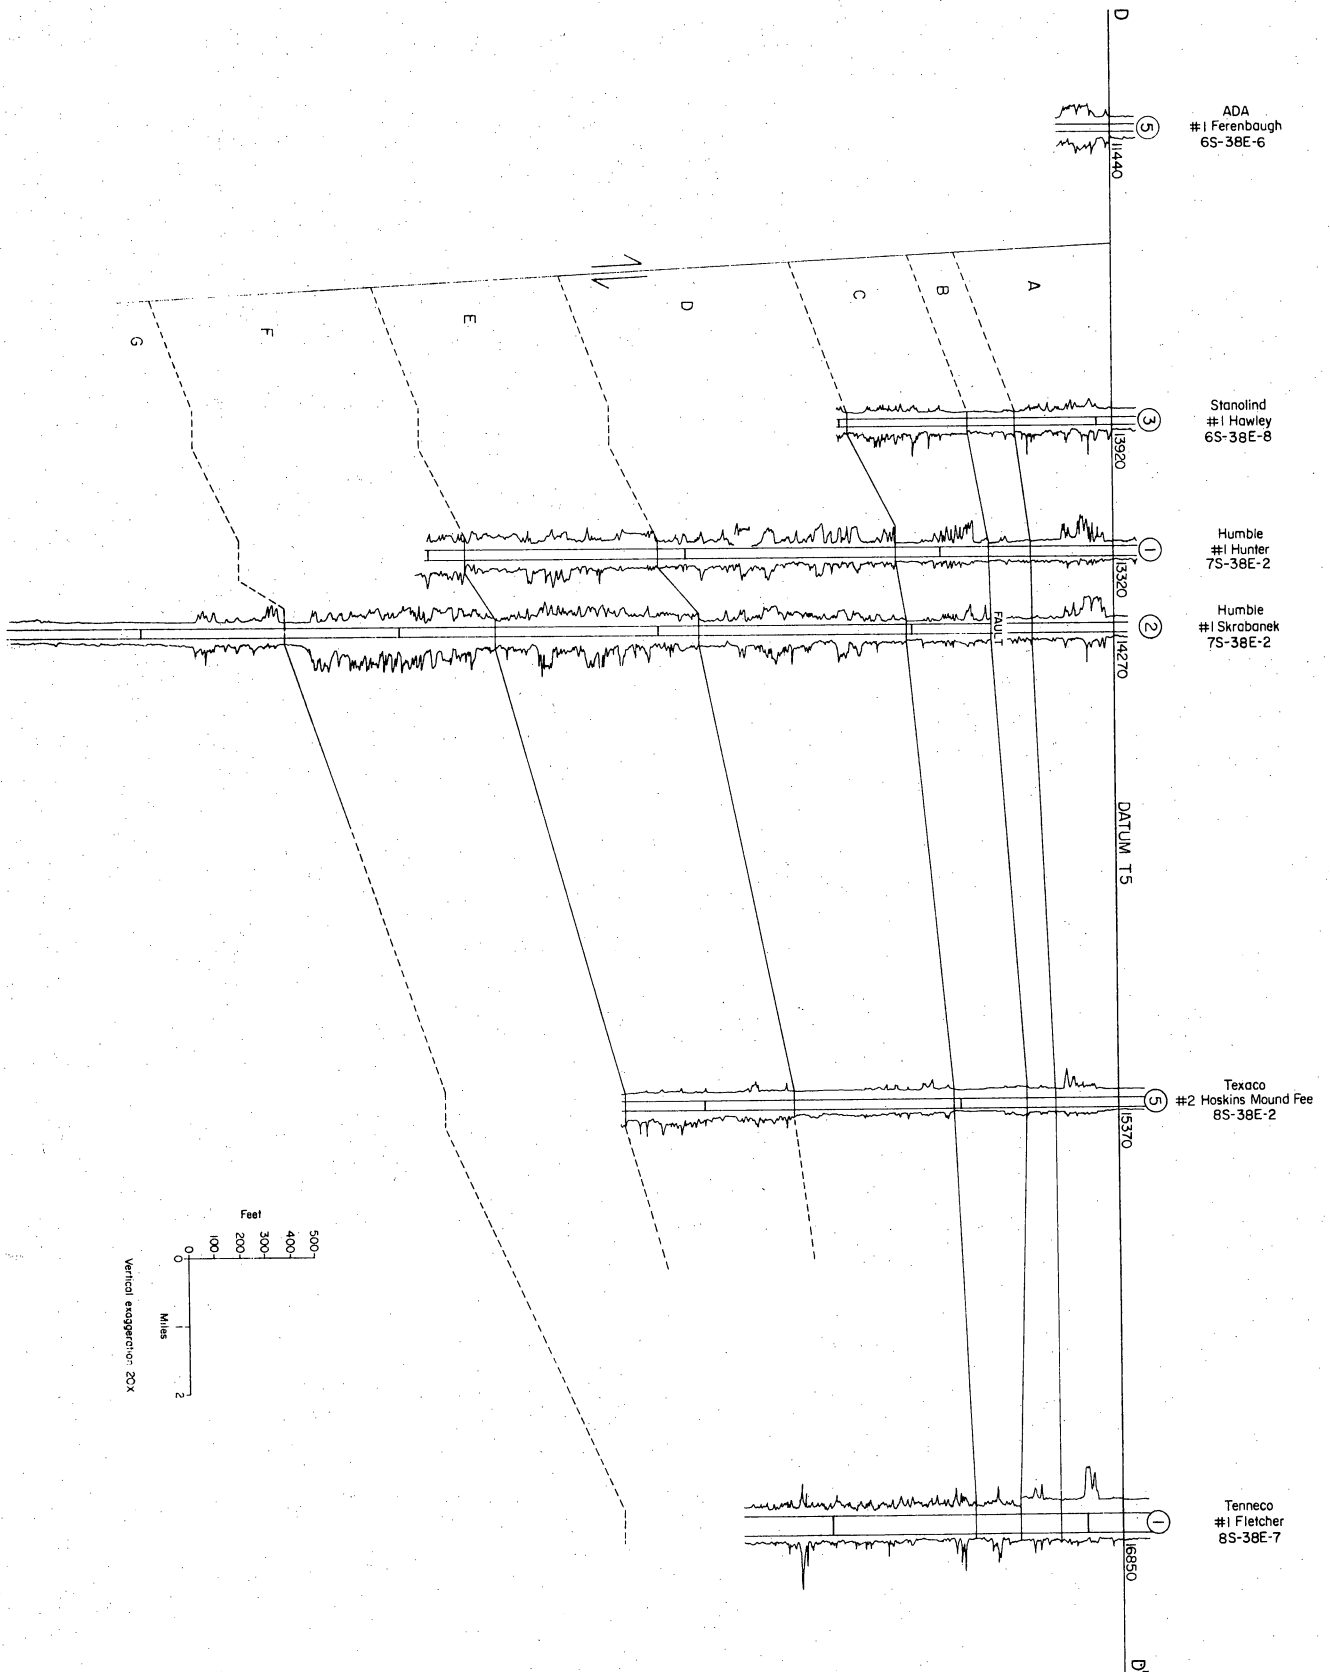 D
ADA
#1 Ferenbaugh
6S-38E-6
5
11440
Stanolind
#1 Hawley
6S-38E-8
3
13920
Humble
#1 Hunter
7S-38E-2
1
13320
Humble
#1 Skrabanek
7S-38E-2
2
14270
FAULT
A
B
C
D
E
F
G
DATUM T5
Texaco
#2 Hoskins Mound Fee
8S-38E-2
5
15370
Tenneco
#1 Fletcher
8S-38E-7
1
16850
D'
Feet
0
100
200
300
400
500
0
1
2
Miles
Vertical exaggeration 20X